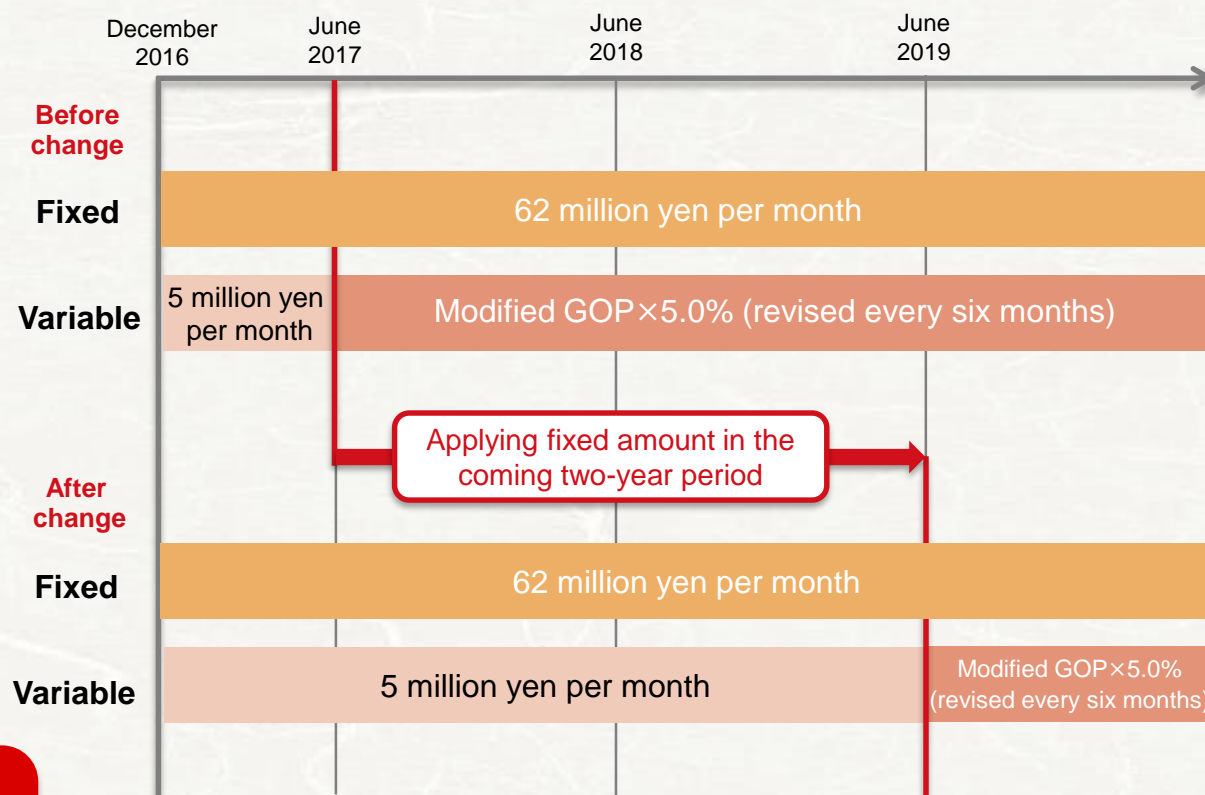 December
2016
June
2017
June
2018
June
2019
Before
change
Fixed
62 million yen per month
Variable
5 million yen
per month
Modified GOP×5.0% (revised every six months)
Applying fixed amount in the
coming two-year period
After
change
Fixed
62 million yen per month
Variable
5 million yen per month
Modified GOP×5.0%
(revised every six months)